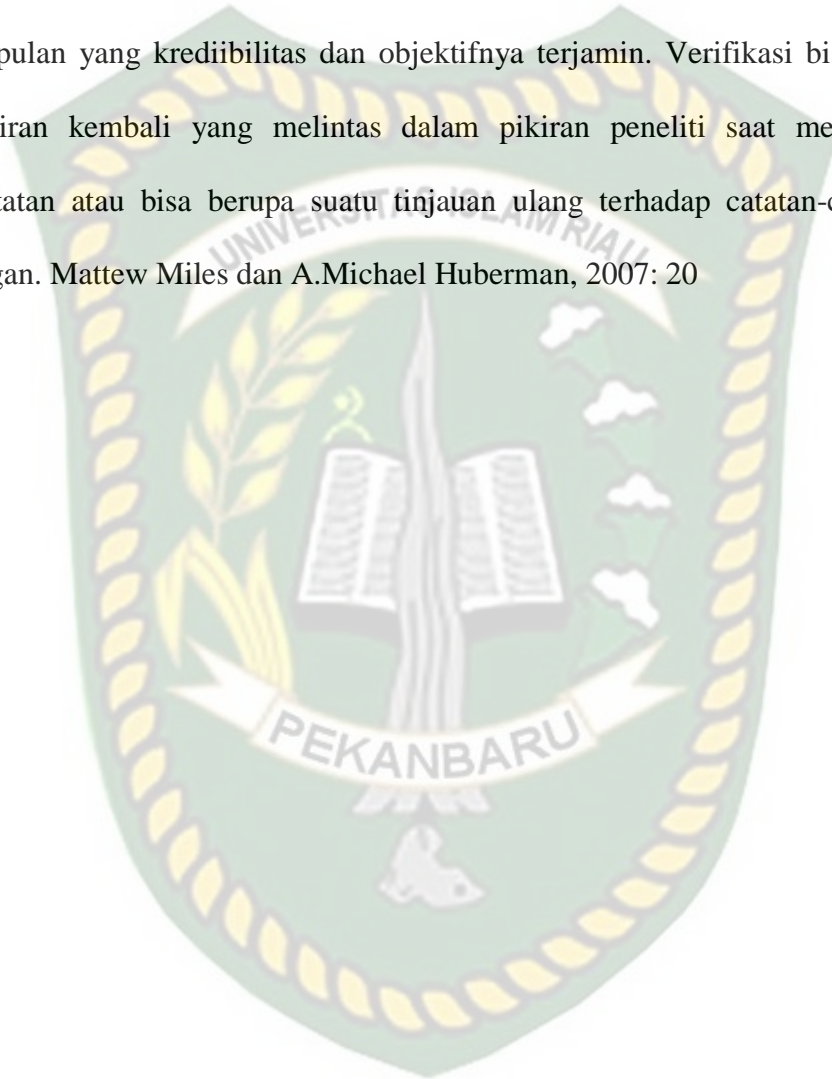 pulan yang krediibilitas dan objektifnya terjamin. Verifikasi bi
iran kembali yang melintas dalam pikiran peneliti saat me
tatan atau bisa berupa suatu tinjauan ulang terhadap catatan-
gan. Mattew Miles dan A.Michael Huberman, 2007: 20
UNIVERSITAS ISLAM RIAU
PEKANBARU